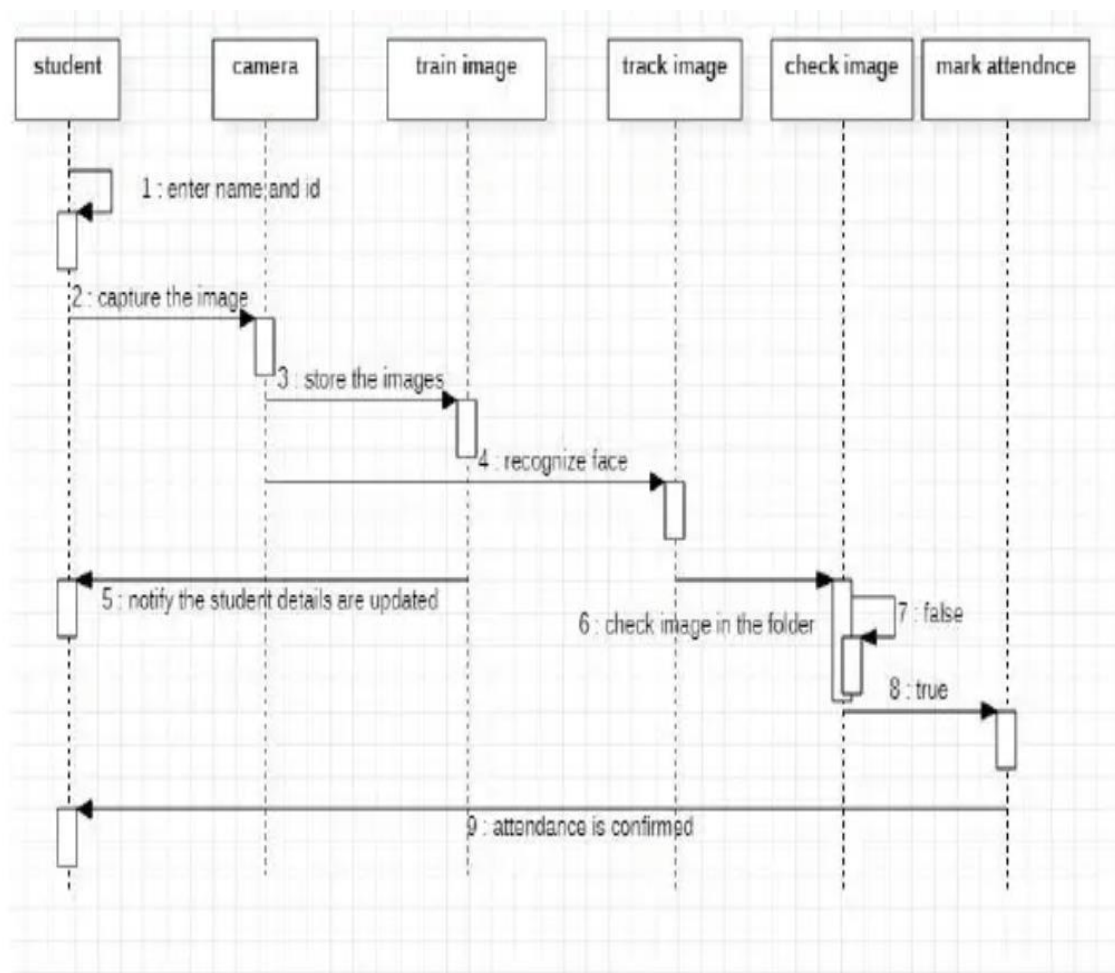 student
camera
train image
track image
check image
mark attendnce
1 : enter name and id
2 : capture the image
3 : store the images
4 : recognize face
5 : notify the student details are updated
6 : check image in the folder
7 : false
8 : true
9 : attendance is confirmed